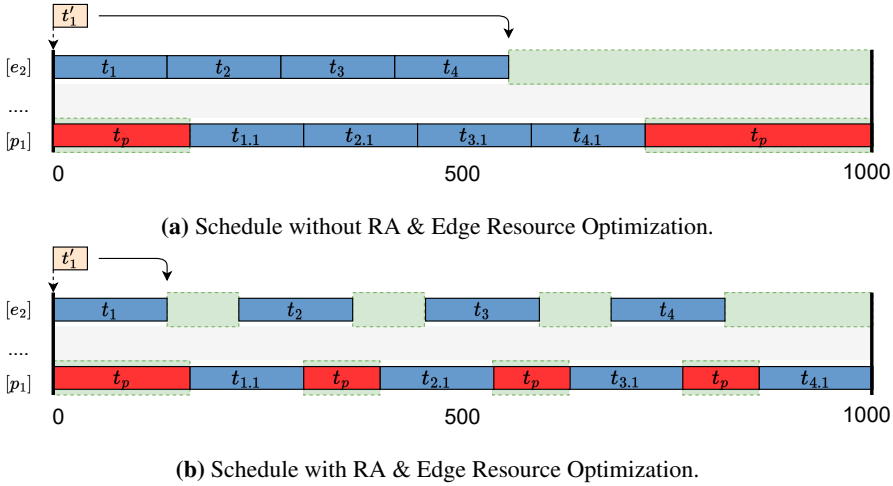 t′₁
[e₂] t₁ t₂ t₃ t₄
....
[p₁] tₚ t₁.₁ t₂.₁ t₃.₁ t₄.₁ tₚ
0 500 1000
(a) Schedule without RA & Edge Resource Optimization.
t′₁
[e₂] t₁ t₂ t₃ t₄
....
[p₁] tₚ t₁.₁ tₚ t₂.₁ tₚ t₃.₁ tₚ t₄.₁
0 500 1000
(b) Schedule with RA & Edge Resource Optimization.